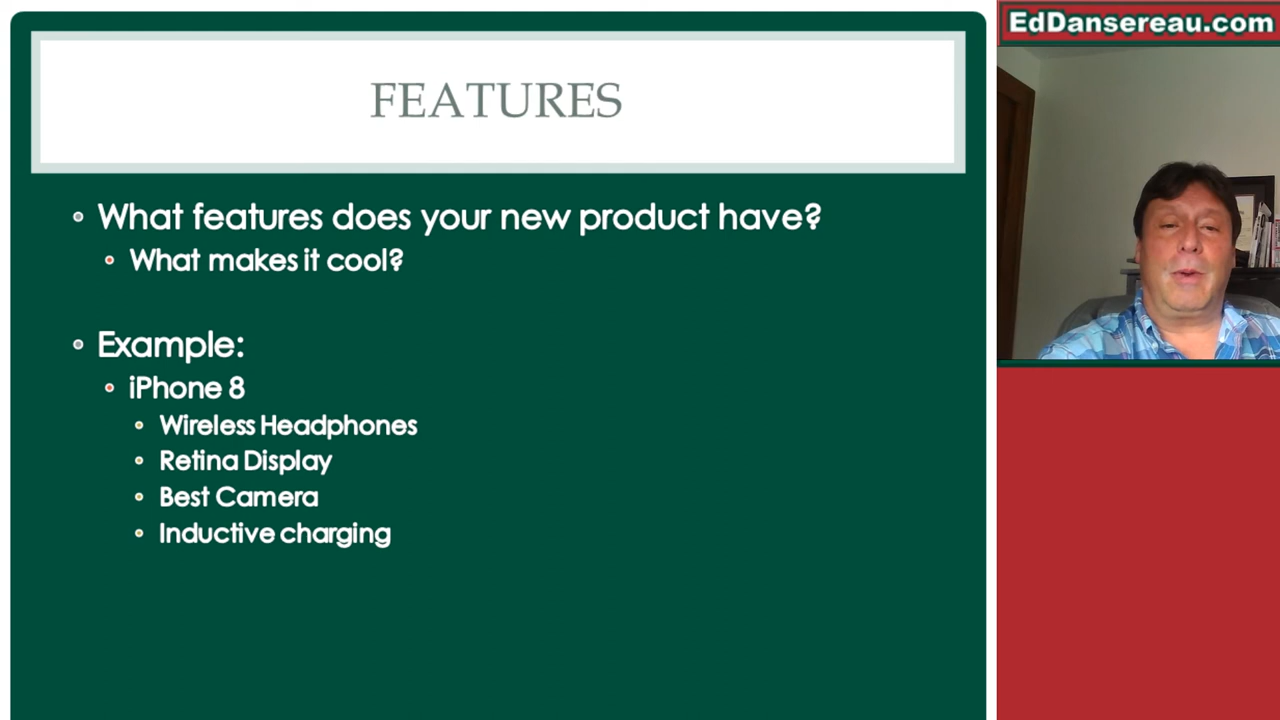 EdDansereau.com
FEATURES
What features does your new product have?
What makes it cool?
Example:
iPhone 8
Wireless Headphones
Retina Display
Best Camera
Inductive charging